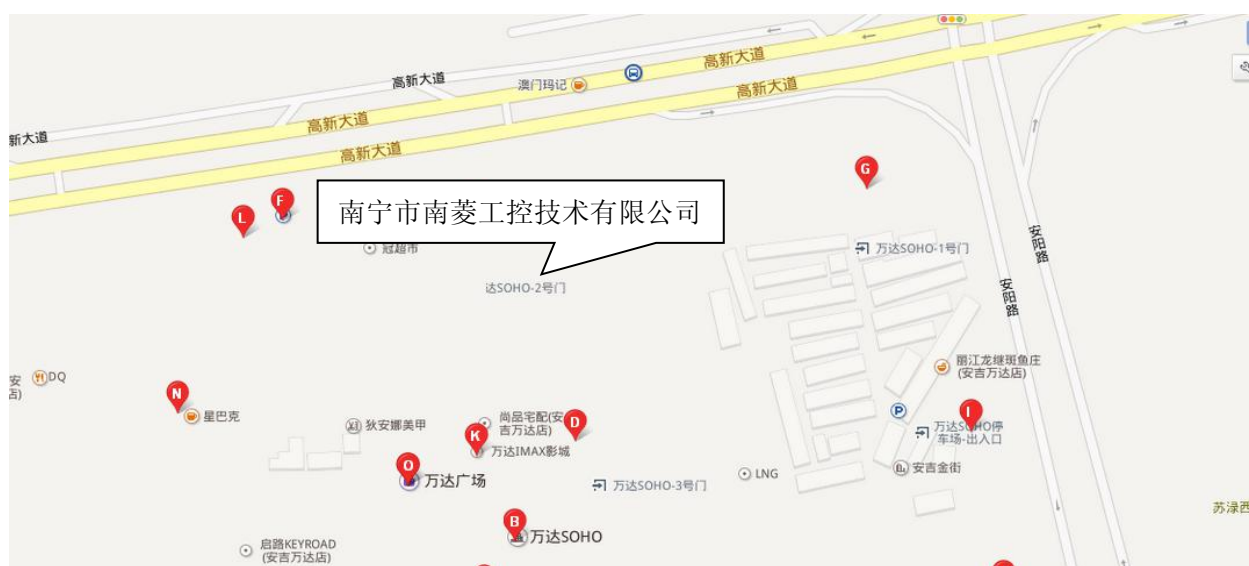 高新大道
高新大道
澳门玛记
高新大道
新大道
高新大道
高新大道
G
F
L
南宁市南菱工控技术有限公司
冠超市
万达SOHO-1号门
安阳路
达SOHO-2号门
安阳路
丽江龙继斑鱼庄
(安吉万达店)
安
店)
DQ
N
星巴克
P
I
狄安娜美甲
尚品宅配(安
吉万达店)
D
K
万达SOHO停
车场-出入口
万达IMAX影城
O
万达广场
万达SOHO-3号门
LNG
安吉金街
苏渌西
B
万达SOHO
启路KEYROAD
(安吉万达店)